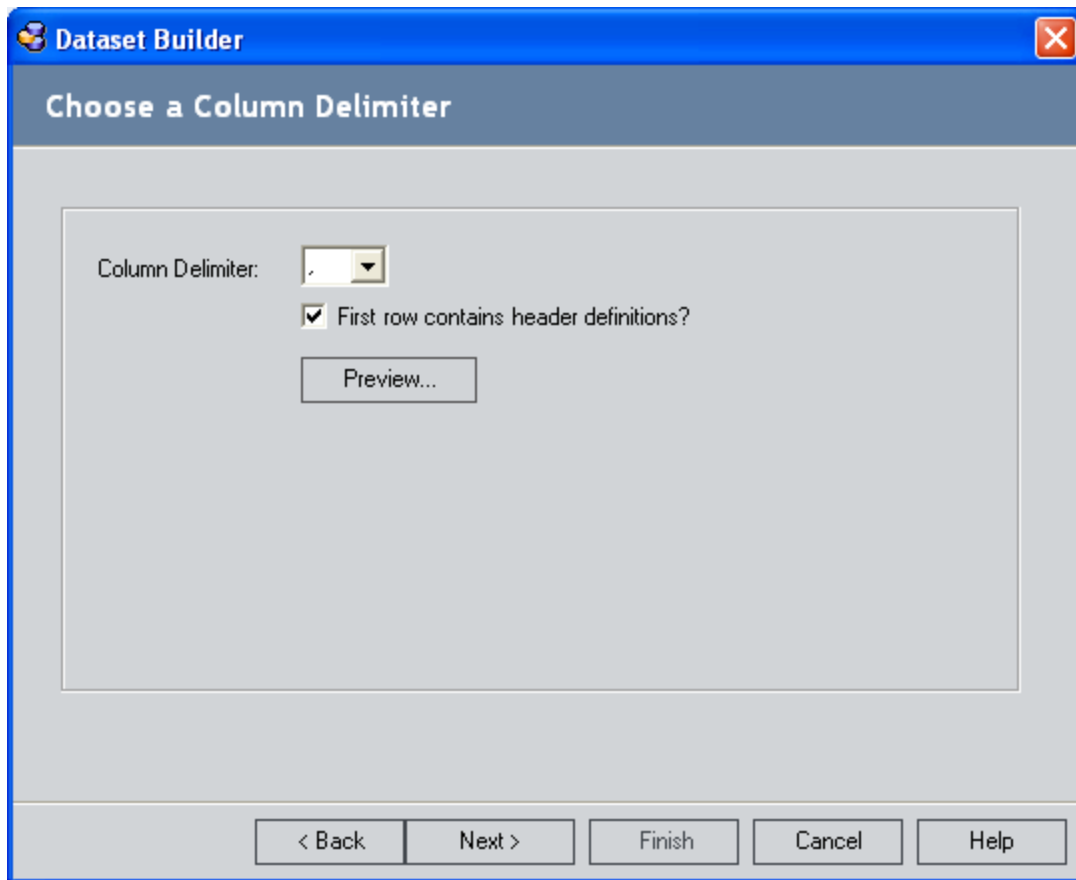 Dataset Builder
Choose a Column Delimiter
Column Delimiter: ,
First row contains header definitions?
Preview...
< Back Next > Finish Cancel Help